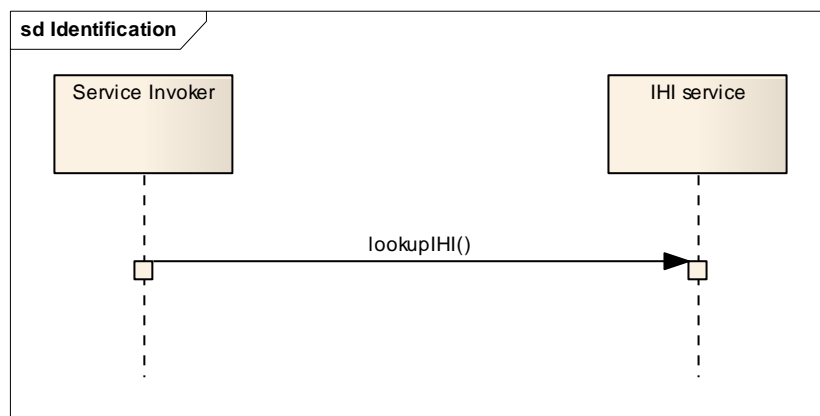 sd Identification
Service Invoker
IHI service
lookupIHI()